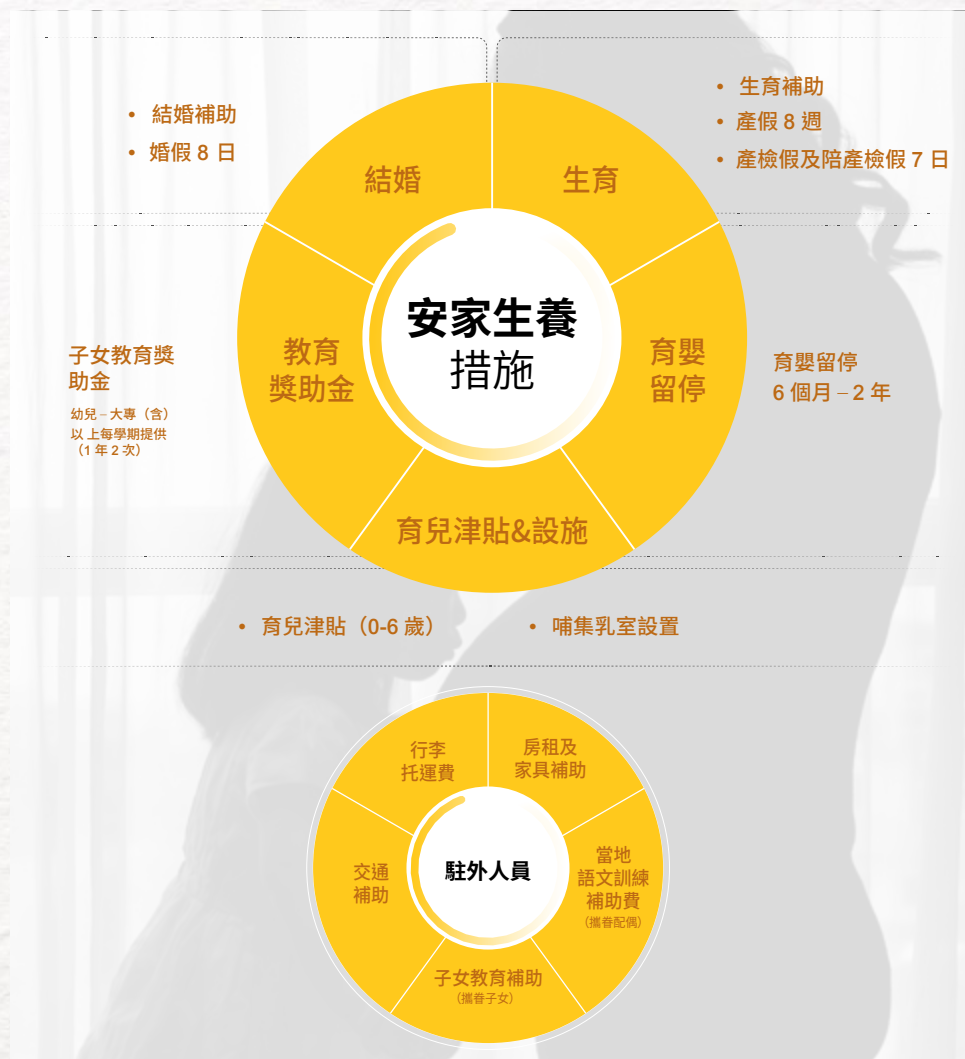 • 結婚補助
• 婚假 8 日
• 生育補助
• 產假 8 週
• 產檢假及陪產檢假 7 日
結婚
生育
安家生養
措施
教育
獎助金
育嬰
留停
育兒津貼&設施
子女教育獎
助金
幼兒 – 大專（含）
以 上每學期提供
（1 年 2 次）
育嬰留停
6 個月 – 2 年
• 育兒津貼（0-6 歲）
• 哺集乳室設置
行李
托運費
房租及
家具補助
駐外人員
交通
補助
當地
語文訓練
補助費
（攜眷配偶）
子女教育補助
（攜眷子女）